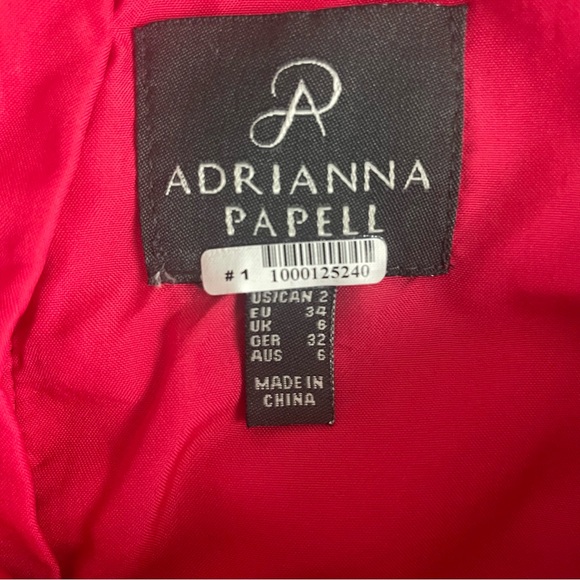 AP
ADRIANNA
PAPELL
# 1 1000125240
US/CAN 2
EU 34
UK 6
GER 32
AUS 6
MADE IN
CHINA